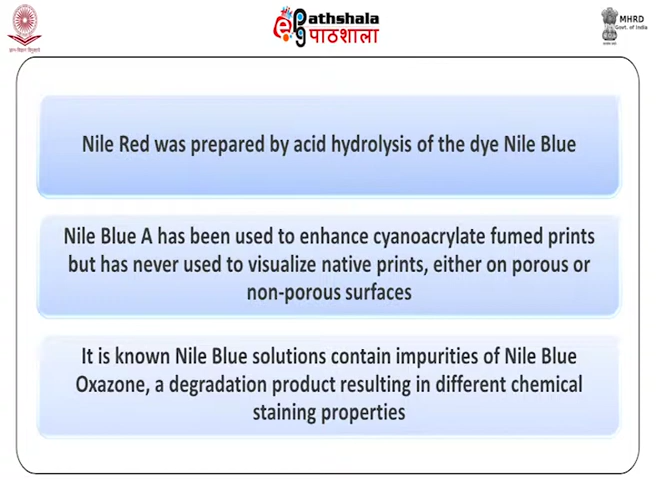 Pathshala
पाठशाला
MHRD
Govt. of India
Nile Red was prepared by acid hydrolysis of the dye Nile Blue
Nile Blue A has been used to enhance cyanoacrylate fumed prints
but has never used to visualize native prints, either on porous or
non-porous surfaces
It is known Nile Blue solutions contain impurities of Nile Blue
Oxazone, a degradation product resulting in different chemical
staining properties